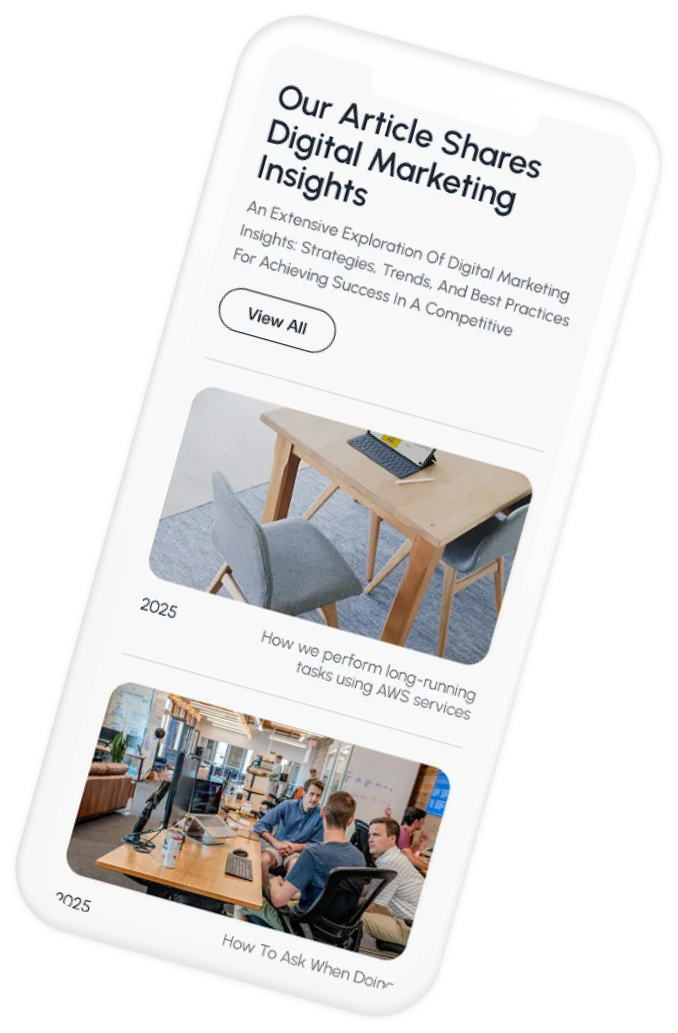 Our Article Shares
Digital Marketing
Insights
An Extensive Exploration Of Digital Marketing
Insights: Strategies, Trends, And Best Practices
For Achieving Success In A Competitive
View All
2025
How we perform long-running
tasks using AWS services
2025
How To Ask When Doing